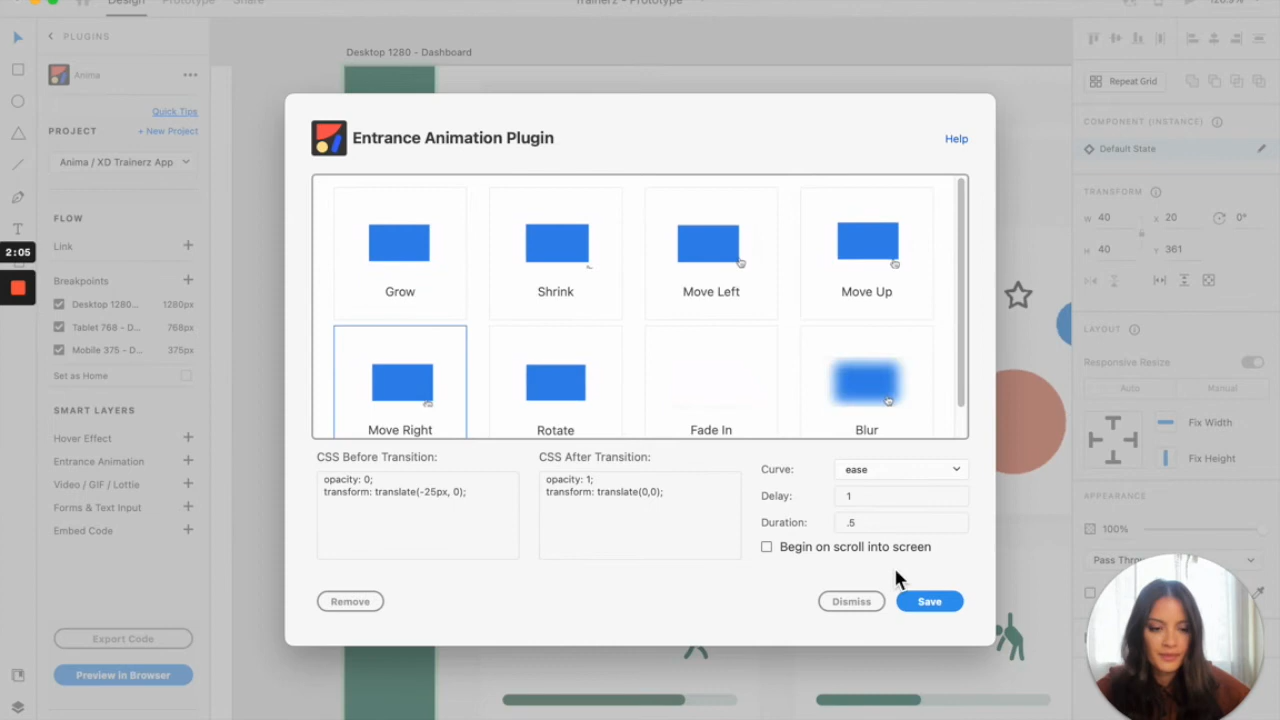 Design
Prototype
Share
Trainerz - Prototype
PLUGINS
Anima
Quick Tips
PROJECT
+ New Project
Anima / XD Trainerz App
FLOW
Link
2:05
Breakpoints
Desktop 1280... 1280px
Tablet 768 - D... 768px
Mobile 375 - D... 375px
Set as Home
SMART LAYERS
Hover Effect
Entrance Animation
Video / GIF / Lottie
Forms & Text Input
Embed Code
Export Code
Preview in Browser
Desktop 1280 - Dashboard
Entrance Animation Plugin
Help
Grow
Shrink
Move Left
Move Up
Move Right
Rotate
Fade In
Blur
CSS Before Transition:
opacity: 0;
transform: translate(-25px, 0);
CSS After Transition:
opacity: 1;
transform: translate(0,0);
Curve: ease
Delay: 1
Duration: .5
Begin on scroll into screen
Remove
Dismiss
Save
Repeat Grid
COMPONENT (INSTANCE)
Default State
TRANSFORM
W 40 X 20 0°
H 40 Y 361
LAYOUT
Responsive Resize
Auto
Manual
Fix Width
Fix Height
APPEARANCE
100%